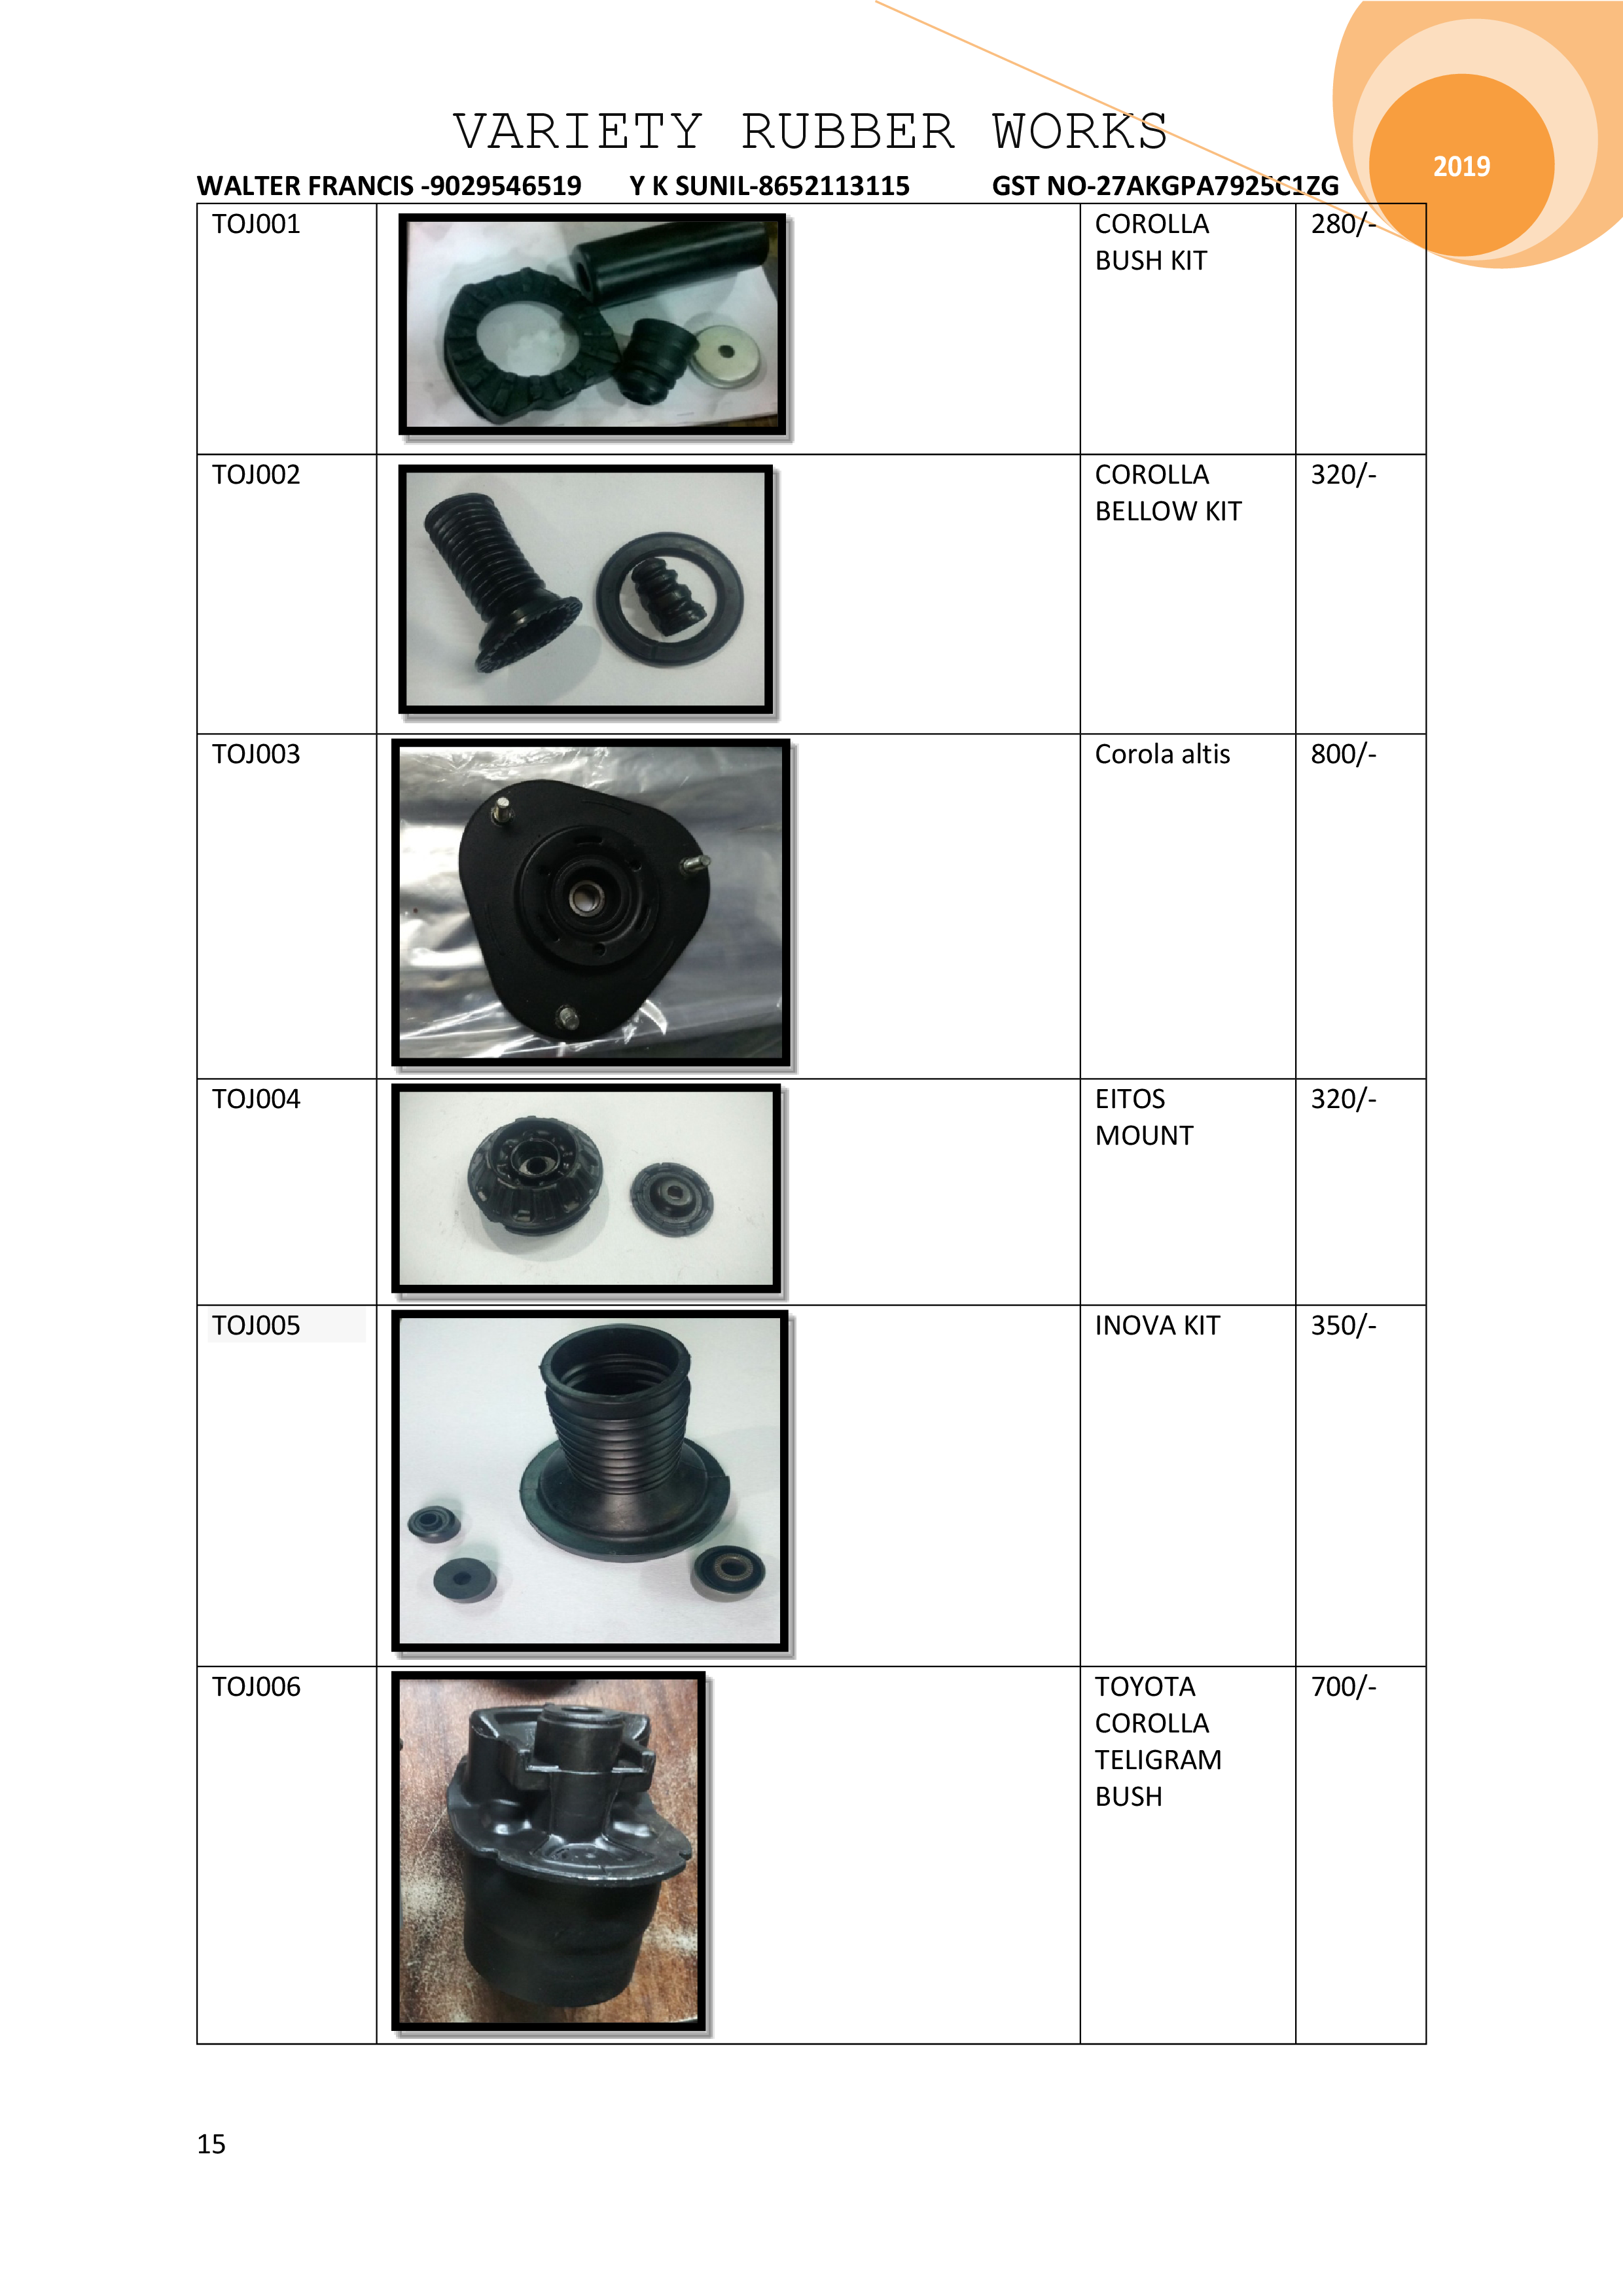 VARIETY RUBBER WORKS
2019
WALTER FRANCIS -9029546519 Y K SUNIL-8652113115 GST NO-27AKGPA7925C1ZG
TOJ001 COROLLA 280/-
BUSH KIT
TOJ002 COROLLA 320/-
BELLOW KIT
TOJ003 Corola altis 800/-
TOJ004 EITOS 320/-
MOUNT
TOJ005 INOVA KIT 350/-
TOJ006 TOYOTA 700/-
COROLLA
TELIGRAM
BUSH
15